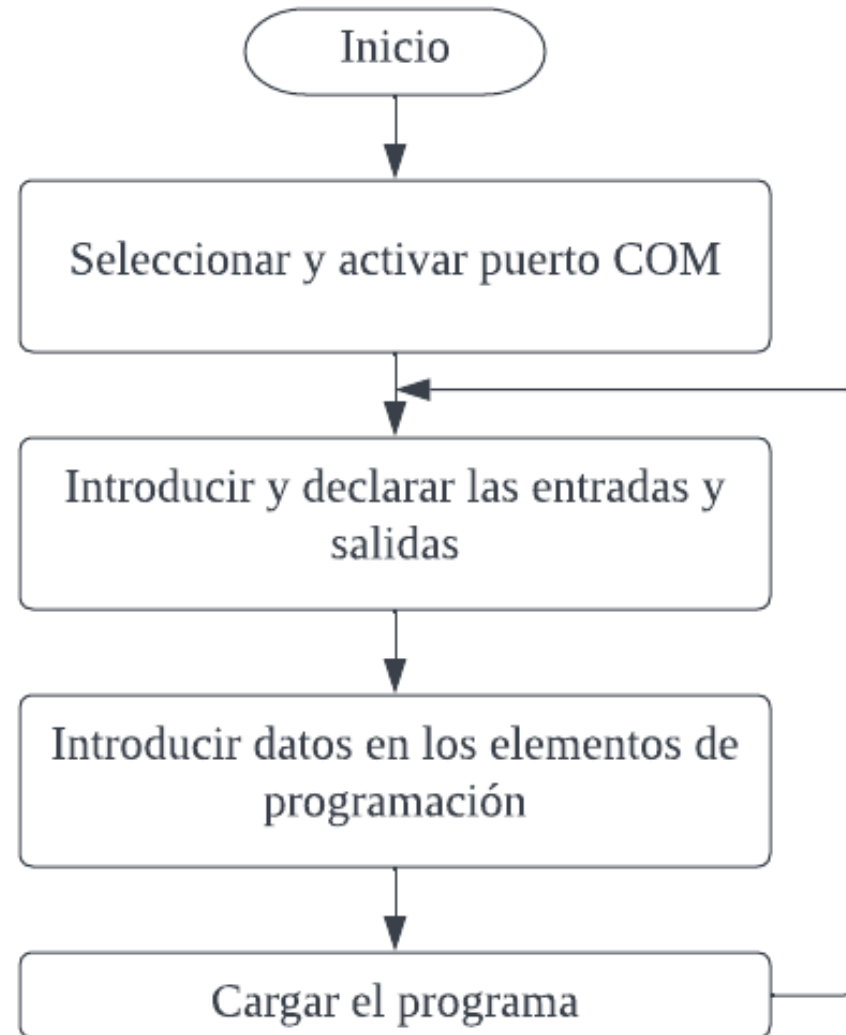 Inicio
Seleccionar y activar puerto COM
Introducir y declarar las entradas y
salidas
Introducir datos en los elementos de
programación
Cargar el programa